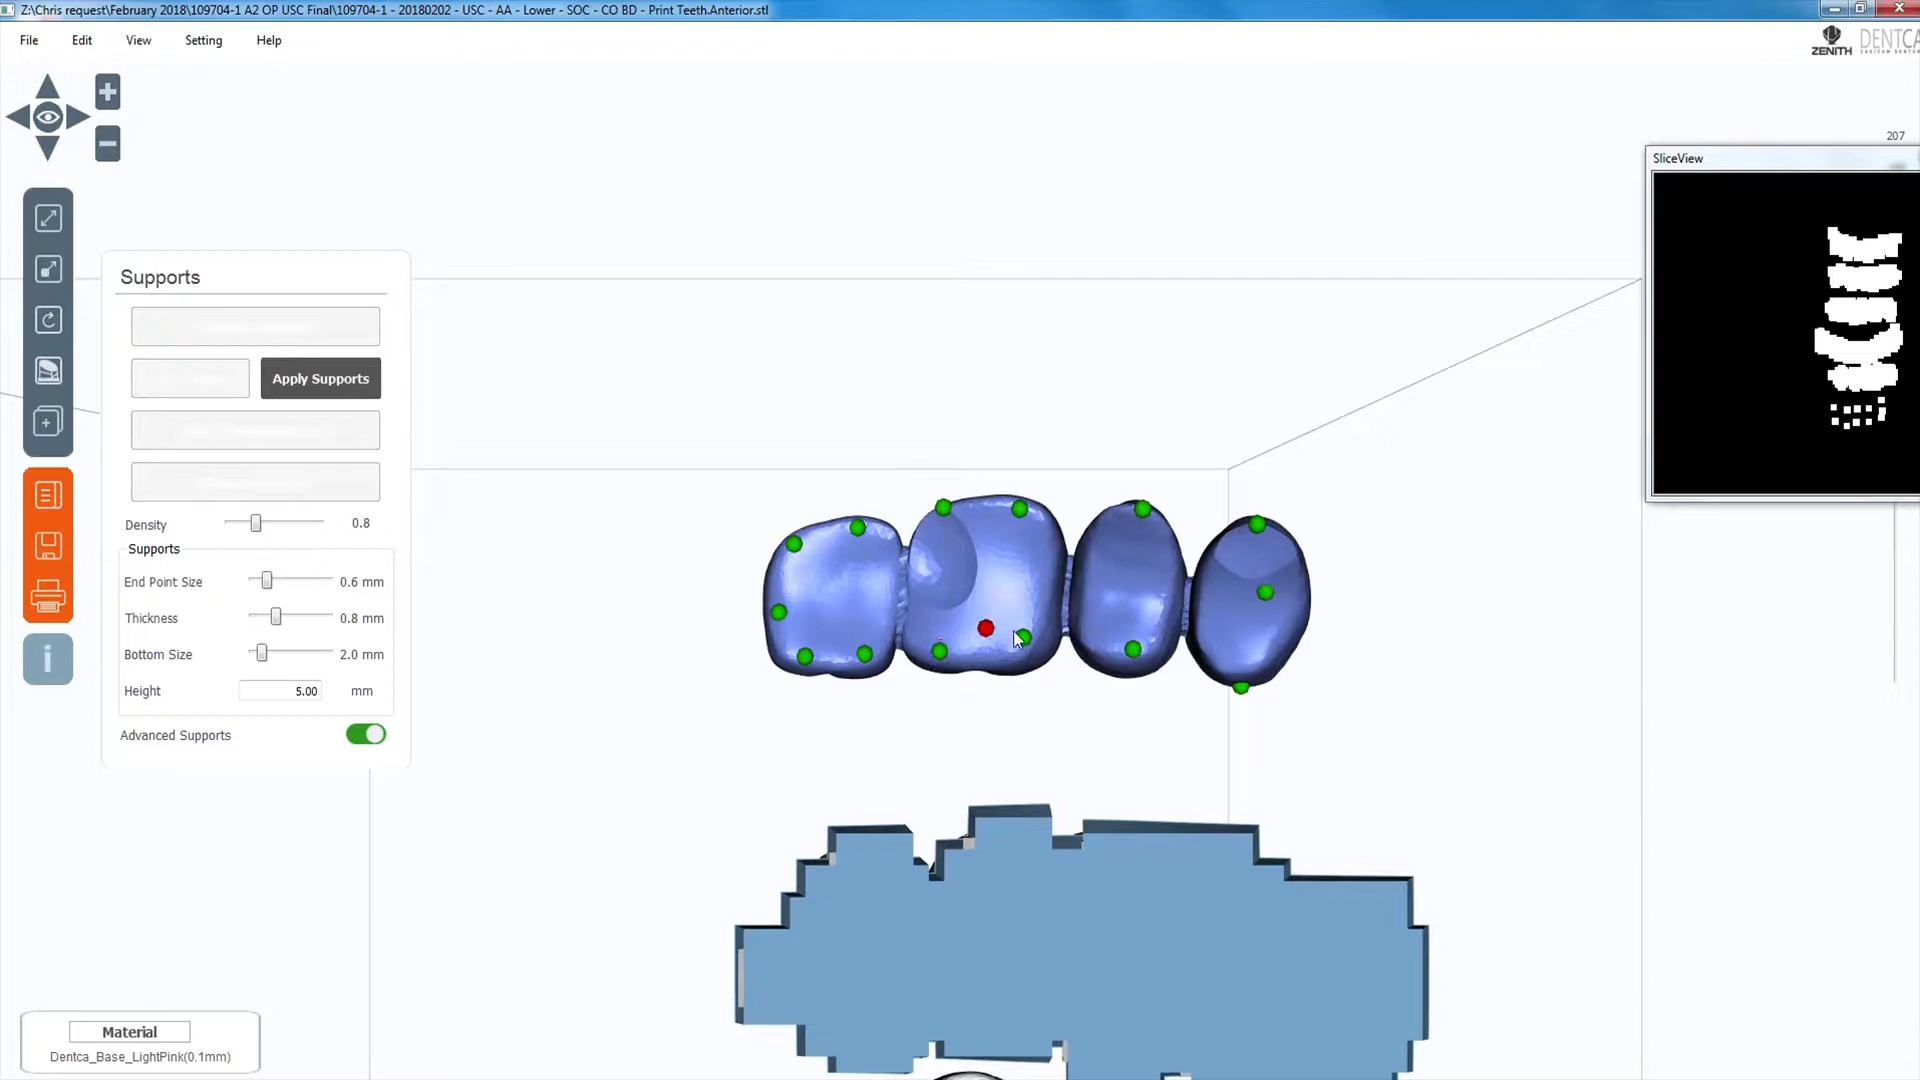 Z:\Chris request\February 2018\109704-1 A2 OP USC Final\109704-1 - 20180202 - USC - AA - Lower - SOC - CO BD - Print Teeth.Anterior.stl
File Edit View Setting Help
ZENITH
207
SliceView
Supports
Apply Supports
Density 0.8
Supports
End Point Size 0.6 mm
Thickness 0.8 mm
Bottom Size 2.0 mm
Height 5.00 mm
Advanced Supports
Material
Dentca_Base_LightPink(0.1mm)